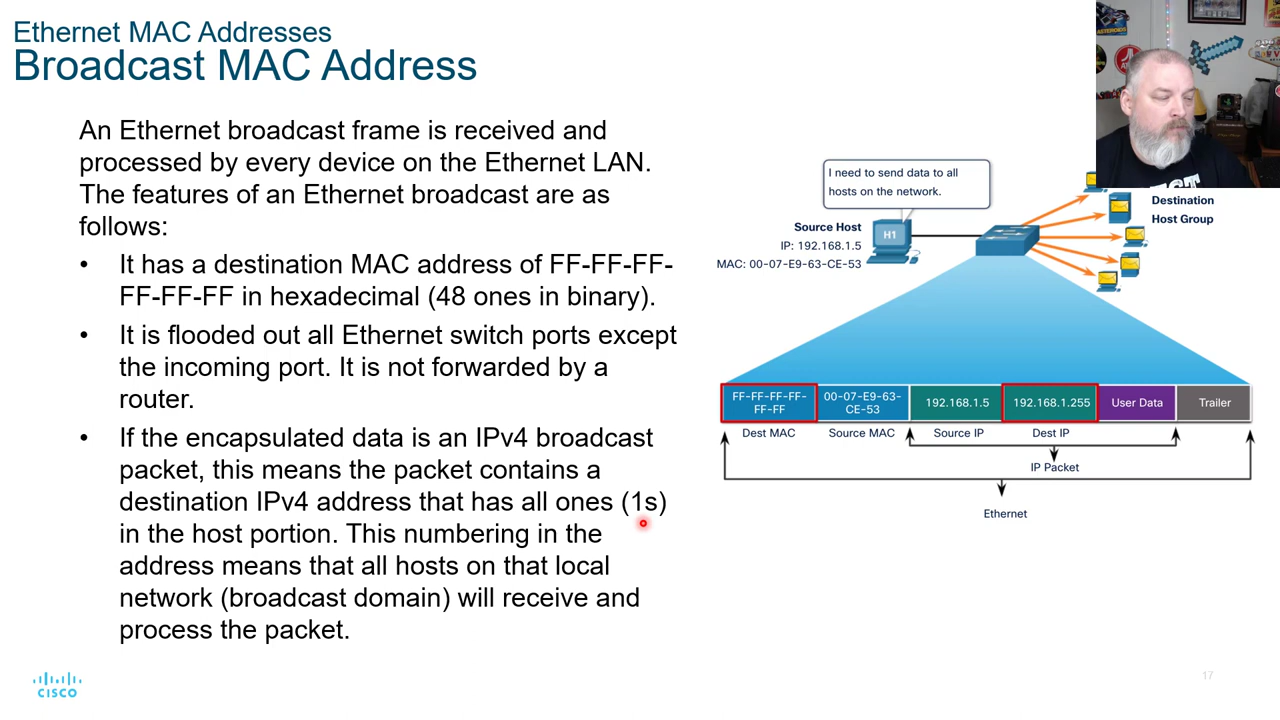 Ethernet MAC Addresses
Broadcast MAC Address
An Ethernet broadcast frame is received and
processed by every device on the Ethernet LAN.
The features of an Ethernet broadcast are as
follows:
• It has a destination MAC address of FF-FF-FF-
FF-FF-FF in hexadecimal (48 ones in binary).
• It is flooded out all Ethernet switch ports except
the incoming port. It is not forwarded by a
router.
• If the encapsulated data is an IPv4 broadcast
packet, this means the packet contains a
destination IPv4 address that has all ones (1s)
in the host portion. This numbering in the
address means that all hosts on that local
network (broadcast domain) will receive and
process the packet.
I need to send data to all
hosts on the network.
Source Host
IP: 192.168.1.5
MAC: 00-07-E9-63-CE-53
H1
Destination
Host Group
FF-FF-FF-FF-
FF-FF
00-07-E9-63-
CE-53
192.168.1.5
192.168.1.255
User Data
Trailer
Dest MAC
Source MAC
Source IP
Dest IP
IP Packet
Ethernet
ASTEROIDS
CISCO
17